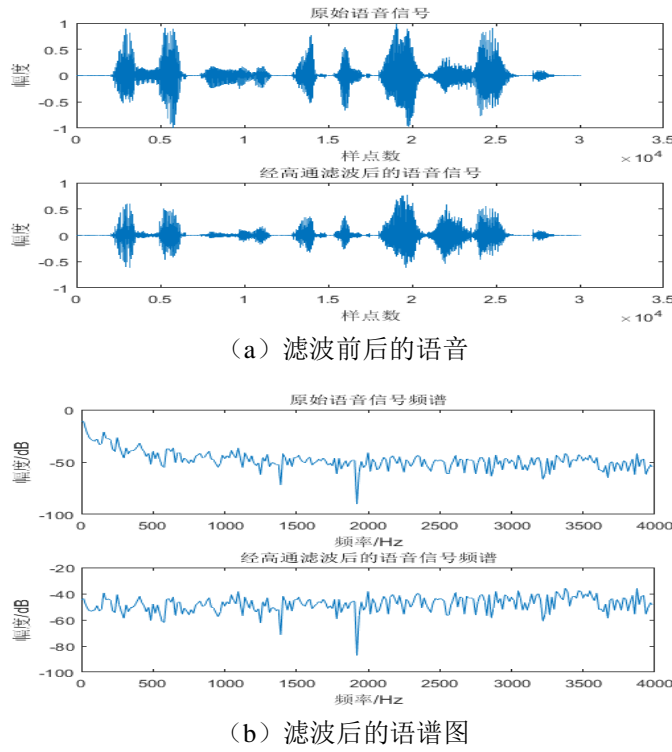 原始语音信号
1
0.5
0
-0.5
-1
幅度
0 0.5 1 1.5 2 2.5 3 3.5
样点数
×10⁴
经高通滤波后的语音信号
1
0.5
0
-0.5
-1
幅度
0 0.5 1 1.5 2 2.5 3 3.5
样点数
×10⁴
（a）滤波前后的语音
原始语音信号频谱
0
-50
-100
幅度/dB
0 500 1000 1500 2000 2500 3000 3500 4000
频率/Hz
经高通滤波后的语音信号频谱
-20
-40
-60
-80
-100
幅度/dB
0 500 1000 1500 2000 2500 3000 3500 4000
频率/Hz
（b）滤波后的语谱图